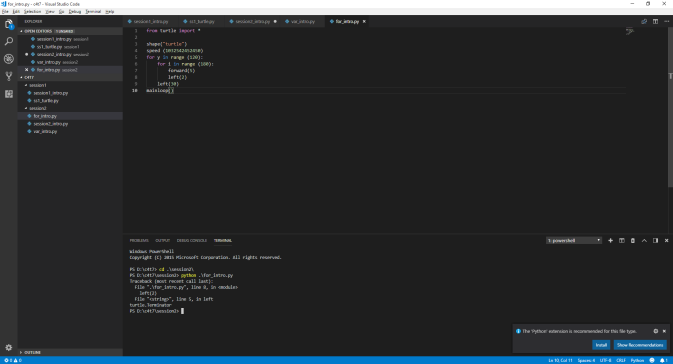 for_intro.py - c4t7 - Visual Studio Code
File Edit Selection View Go Debug Terminal Help
EXPLORER
OPEN EDITORS 1 UNSAVED
session1_intro.py session1
ss1_turtle.py session1
session2_intro.py session2
var_intro.py session2
for_intro.py session2
C4T7
session1
session1_intro.py
ss1_turtle.py
session2
for_intro.py
session2_intro.py
var_intro.py
OUTLINE
session1_intro.py ss1_turtle.py session2_intro.py var_intro.py for_intro.py
1 from turtle import *
2
3 shape("turtle")
4
5 for y in range (120):
6 for i in range (180):
7 forward(5)
8 left(2)
9 left(30)
10 mainloop()
PROBLEMS OUTPUT DEBUG CONSOLE TERMINAL
1: powershell
Windows PowerShell
Copyright (C) 2015 Microsoft Corporation. All rights reserved.
PS D:\c4t7> cd .\session2\
PS D:\c4t7\session2> python .\for_intro.py
Traceback (most recent call last):
File ".\for_intro.py", line 8, in <module>
left(2)
File "<string>", line 5, in left
turtle.Terminator
PS D:\c4t7\session2>
The 'Python' extension is recommended for this file type.
Install Show Recommendations
0 0
Ln 10, Col 11 Spaces: 4 UTF-8 CRLF Python 1